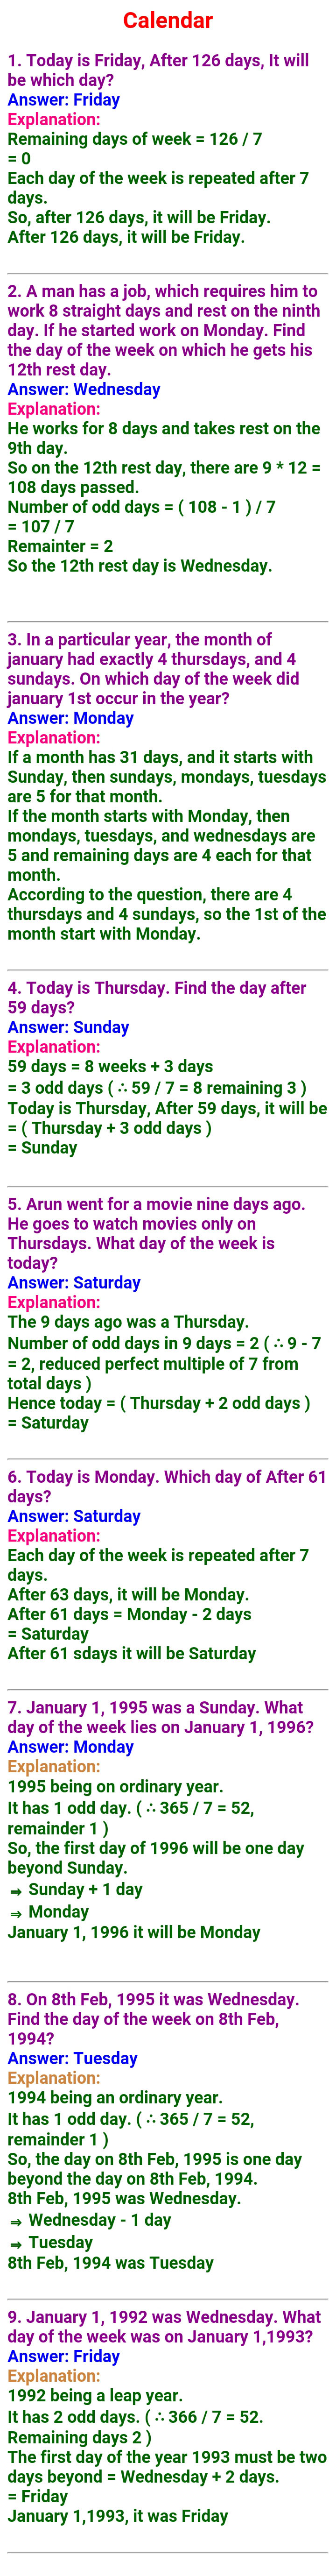 Calendar
1. Today is Friday, After 126 days, It will
be which day?
Answer: Friday
Explanation:
Remaining days of week = 126 / 7
= 0
Each day of the week is repeated after 7
days.
So, after 126 days, it will be Friday.
After 126 days, it will be Friday.
2. A man has a job, which requires him to
work 8 straight days and rest on the ninth
day. If he started work on Monday. Find
the day of the week on which he gets his
12th rest day.
Answer: Wednesday
Explanation:
He works for 8 days and takes rest on the
9th day.
So on the 12th rest day, there are 9 * 12 =
108 days passed.
Number of odd days = ( 108 - 1 ) / 7
= 107 / 7
Remainter = 2
So the 12th rest day is Wednesday.
3. In a particular year, the month of
january had exactly 4 thursdays, and 4
sundays. On which day of the week did
january 1st occur in the year?
Answer: Monday
Explanation:
If a month has 31 days, and it starts with
Sunday, then sundays, mondays, tuesdays
are 5 for that month.
If the month starts with Monday, then
mondays, tuesdays, and wednesdays are
5 and remaining days are 4 each for that
month.
According to the question, there are 4
thursdays and 4 sundays, so the 1st of the
month start with Monday.
4. Today is Thursday. Find the day after
59 days?
Answer: Sunday
Explanation:
59 days = 8 weeks + 3 days
= 3 odd days ( ∴ 59 / 7 = 8 remaining 3 )
Today is Thursday, After 59 days, it will be
= ( Thursday + 3 odd days )
= Sunday
5. Arun went for a movie nine days ago.
He goes to watch movies only on
Thursdays. What day of the week is
today?
Answer: Saturday
Explanation:
The 9 days ago was a Thursday.
Number of odd days in 9 days = 2 ( ∴ 9 - 7
= 2, reduced perfect multiple of 7 from
total days )
Hence today = ( Thursday + 2 odd days )
= Saturday
6. Today is Monday. Which day of After 61
days?
Answer: Saturday
Explanation:
Each day of the week is repeated after 7
days.
After 63 days, it will be Monday.
After 61 days = Monday - 2 days
= Saturday
After 61 sdays it will be Saturday
7. January 1, 1995 was a Sunday. What
day of the week lies on January 1, 1996?
Answer: Monday
Explanation:
1995 being on ordinary year.
It has 1 odd day. ( ∴ 365 / 7 = 52,
remainder 1 )
So, the first day of 1996 will be one day
beyond Sunday.
⇒ Sunday + 1 day
⇒ Monday
January 1, 1996 it will be Monday
8. On 8th Feb, 1995 it was Wednesday.
Find the day of the week on 8th Feb,
1994?
Answer: Tuesday
Explanation:
1994 being an ordinary year.
It has 1 odd day. ( ∴ 365 / 7 = 52,
remainder 1 )
So, the day on 8th Feb, 1995 is one day
beyond the day on 8th Feb, 1994.
8th Feb, 1995 was Wednesday.
⇒ Wednesday - 1 day
⇒ Tuesday
8th Feb, 1994 was Tuesday
9. January 1, 1992 was Wednesday. What
day of the week was on January 1,1993?
Answer: Friday
Explanation:
1992 being a leap year.
It has 2 odd days. ( ∴ 366 / 7 = 52.
Remaining days 2 )
The first day of the year 1993 must be two
days beyond = Wednesday + 2 days.
= Friday
January 1,1993, it was Friday